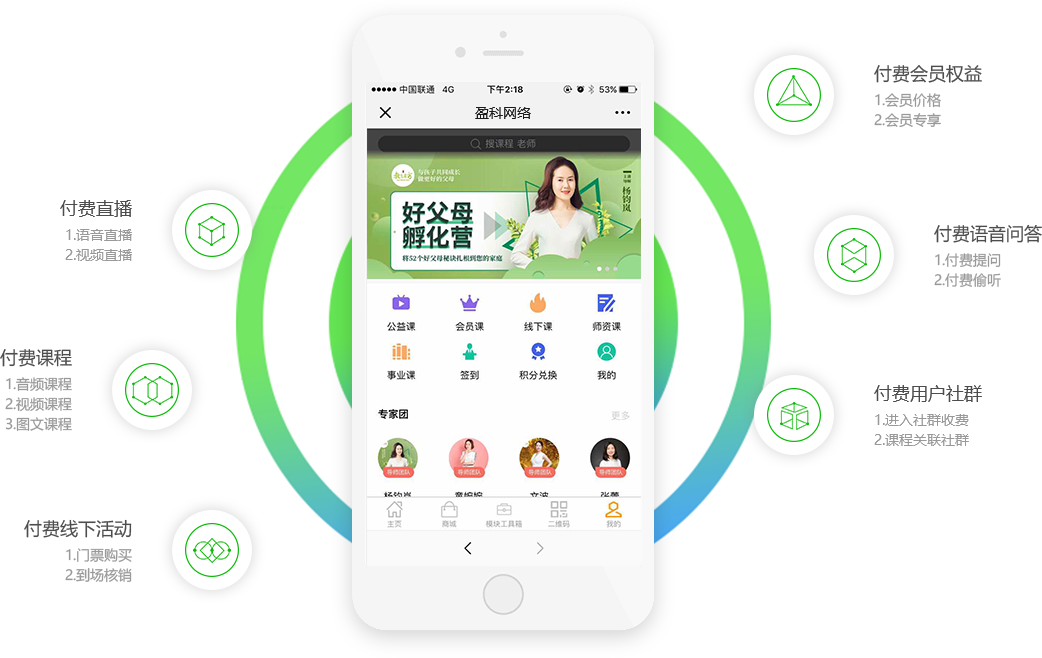 付费直播
1.语音直播
2.视频直播
付费课程
1.音频课程
2.视频课程
3.图文课程
付费线下活动
1.门票购买
2.到场核销
中国联通 4G
下午2:18
53%
盈科网络
搜课程 老师
与孩子共同成长
做更好的父母
杨钧岚
好父母
孵化营
将52个好父母秘诀扎根到您的家庭
公益课
会员课
线下课
师资课
事业课
签到
积分兑换
我的
专家团
更多
导师团队
导师团队
导师团队
导师团队
主页
商城
模块工具箱
二维码
我的
付费会员权益
1.会员价格
2.会员专享
付费语音问答
1.付费提问
2.付费偷听
付费用户社群
1.进入社群收费
2.课程关联社群